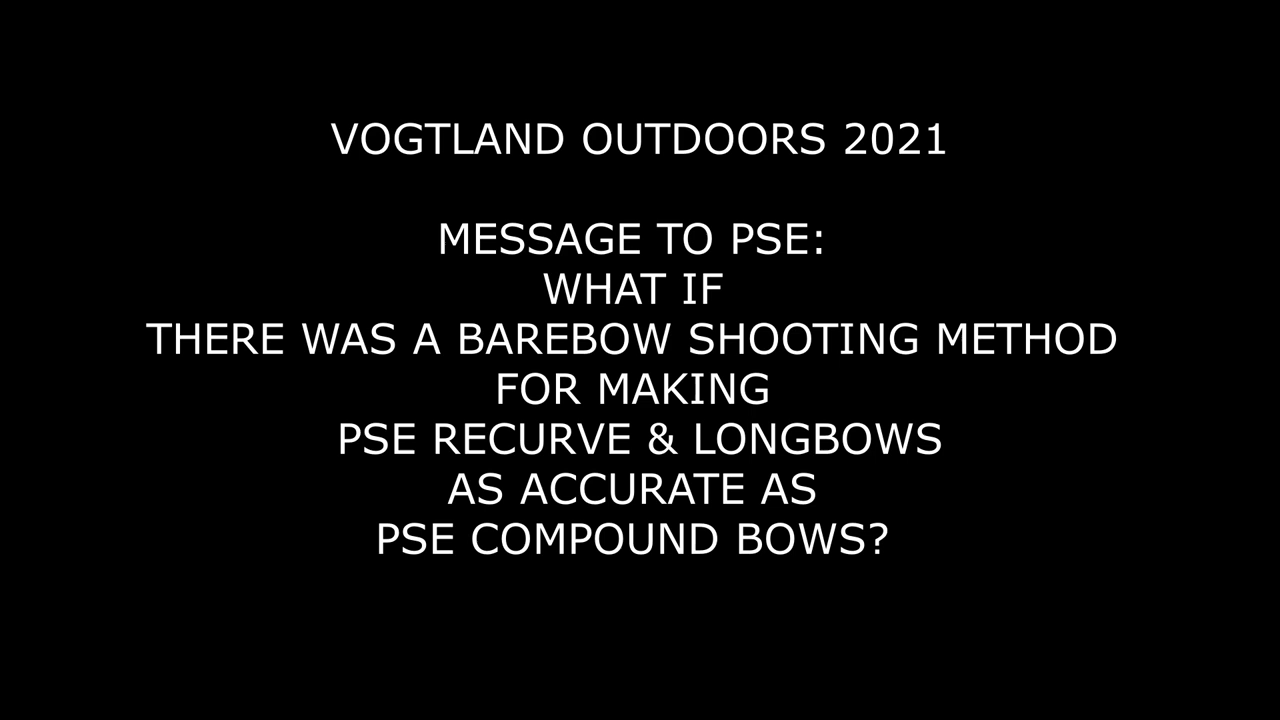 VOGTLAND OUTDOORS 2021
MESSAGE TO PSE:
WHAT IF
THERE WAS A BAREBOW SHOOTING METHOD
FOR MAKING
PSE RECURVE & LONGBOWS
AS ACCURATE AS
PSE COMPOUND BOWS?